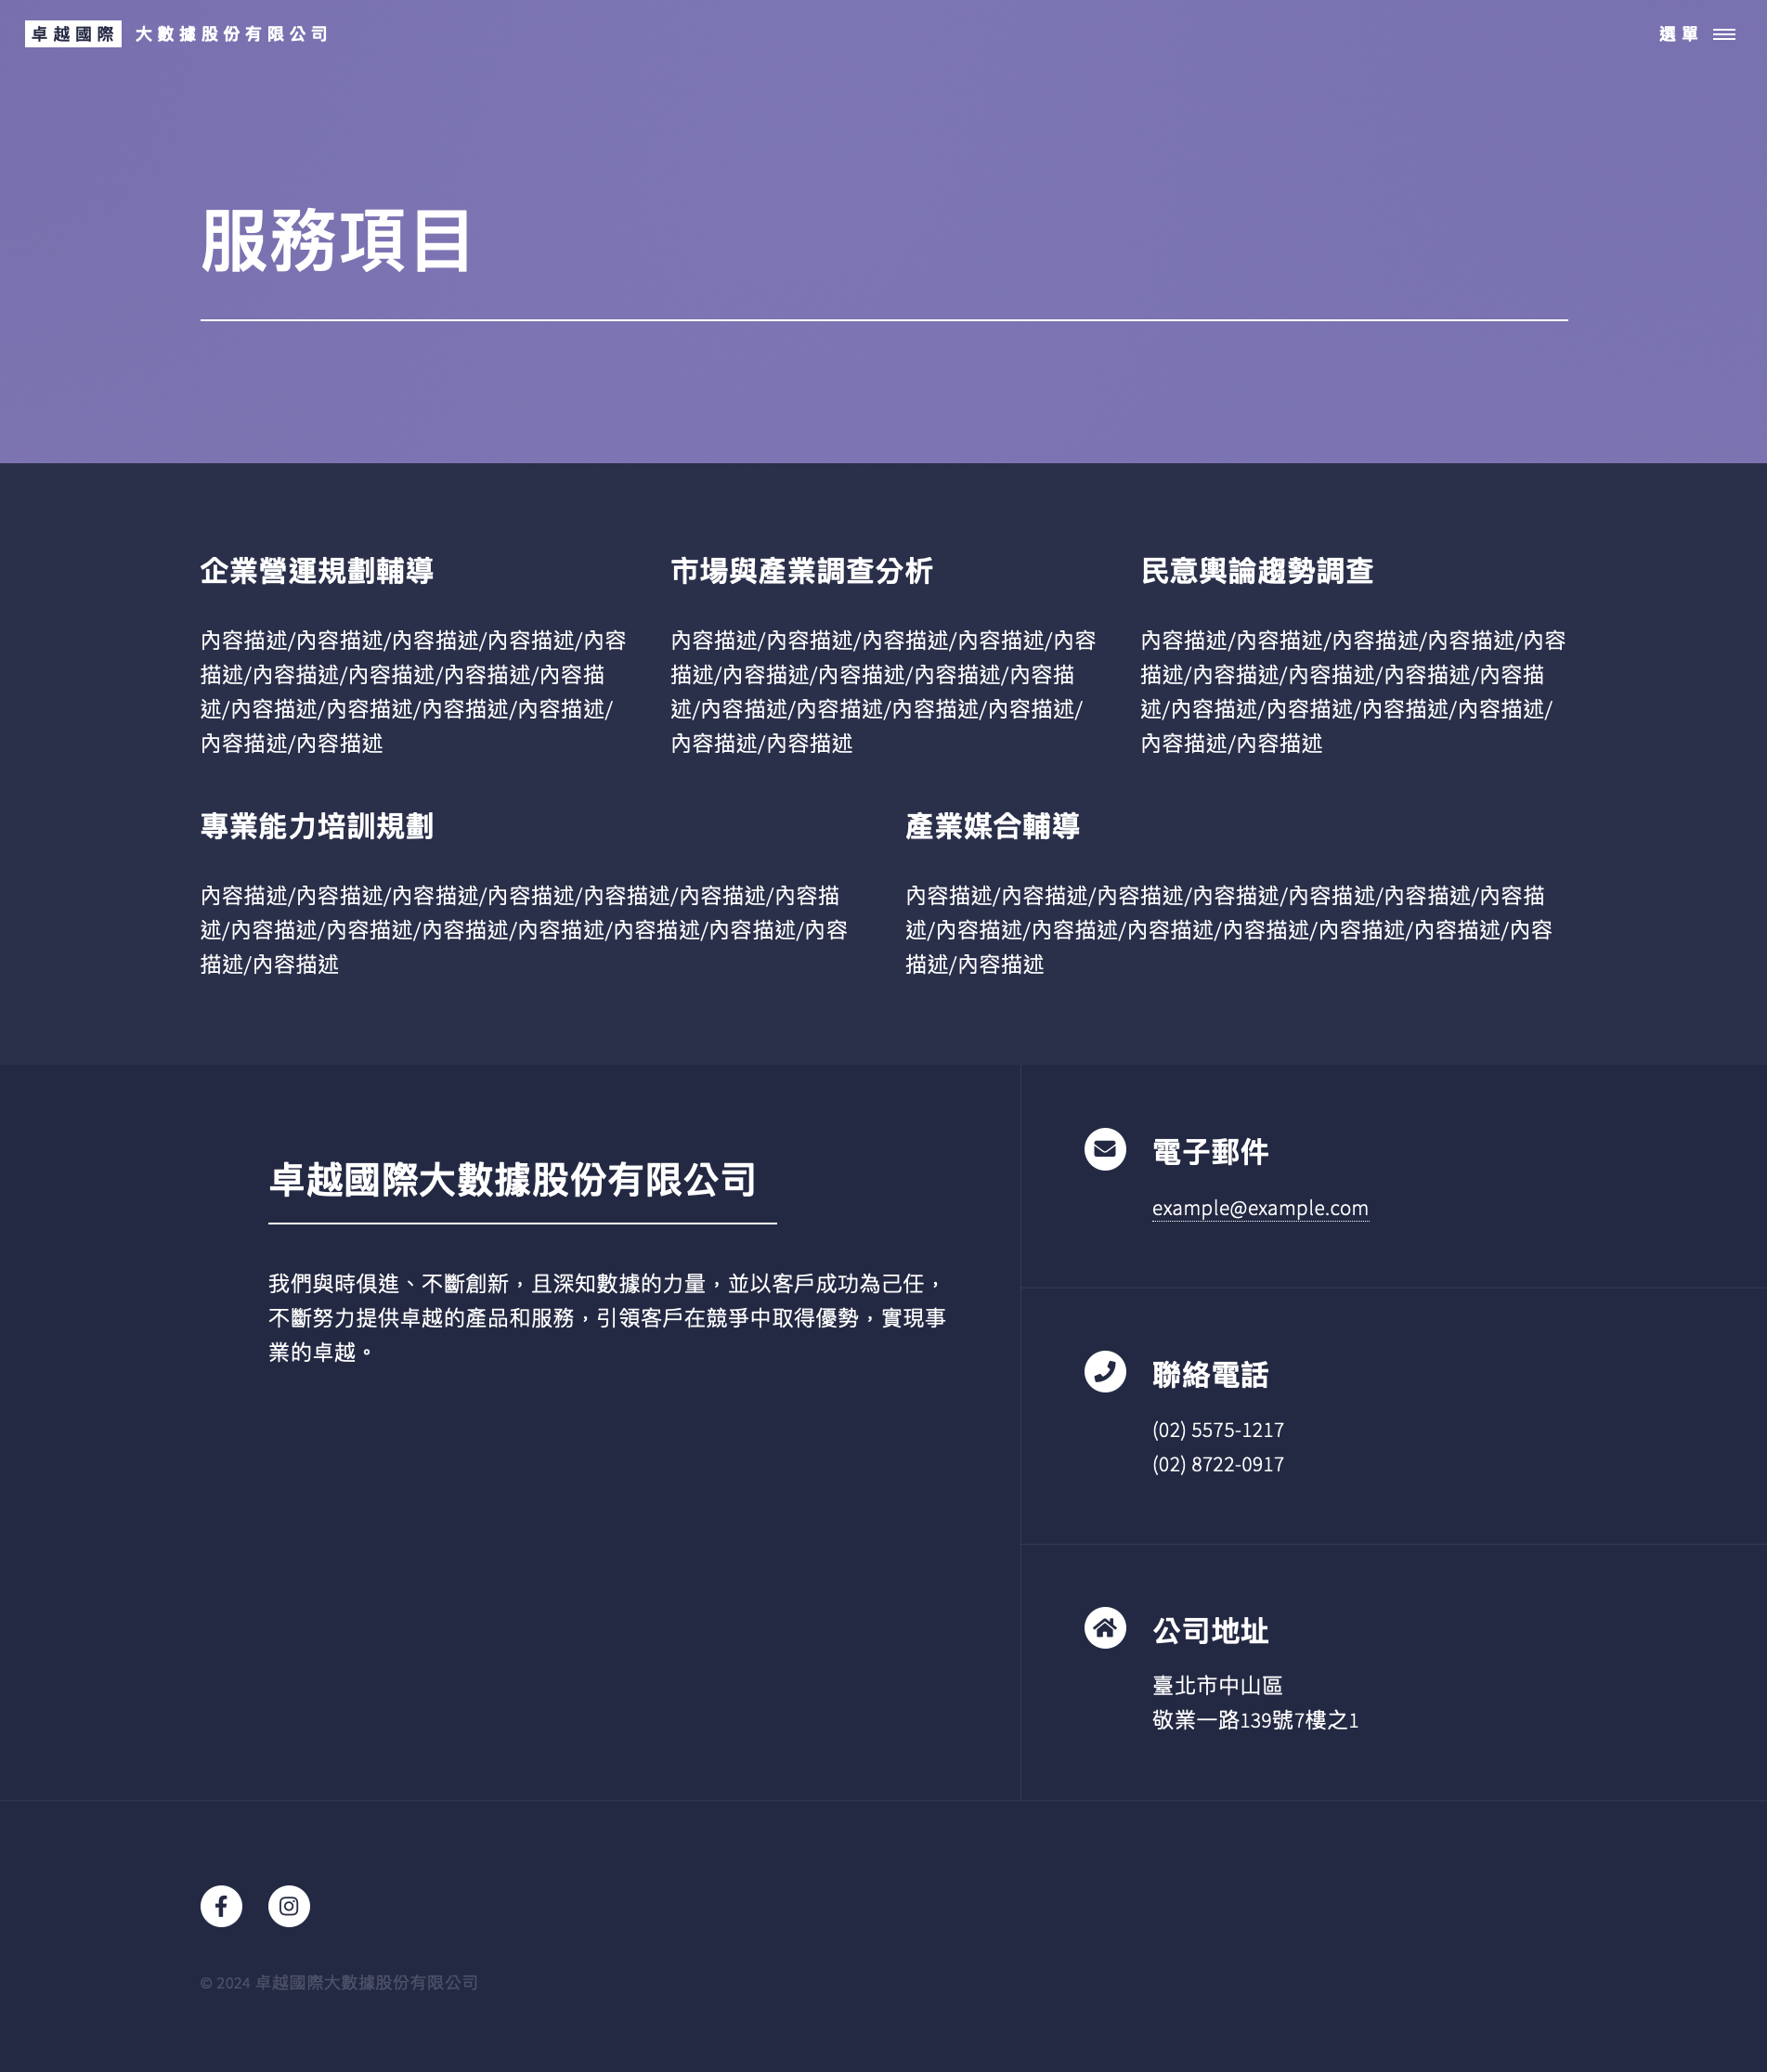 卓越國際 大數據股份有限公司
選單
服務項目
企業營運規劃輔導
內容描述/內容描述/內容描述/內容描述/內容
描述/內容描述/內容描述/內容描述/內容描
述/內容描述/內容描述/內容描述/內容描述/
內容描述/內容描述
市場與產業調查分析
內容描述/內容描述/內容描述/內容描述/內容
描述/內容描述/內容描述/內容描述/內容描
述/內容描述/內容描述/內容描述/內容描述/
內容描述/內容描述
民意輿論趨勢調查
內容描述/內容描述/內容描述/內容描述/內容
描述/內容描述/內容描述/內容描述/內容描
述/內容描述/內容描述/內容描述/內容描述/
內容描述/內容描述
專業能力培訓規劃
內容描述/內容描述/內容描述/內容描述/內容描述/內容描述/內容描
述/內容描述/內容描述/內容描述/內容描述/內容描述/內容描述/內容
描述/內容描述
產業媒合輔導
內容描述/內容描述/內容描述/內容描述/內容描述/內容描述/內容描
述/內容描述/內容描述/內容描述/內容描述/內容描述/內容描述/內容
描述/內容描述
卓越國際大數據股份有限公司
我們與時俱進、不斷創新，且深知數據的力量，並以客戶成功為己任，
不斷努力提供卓越的產品和服務，引領客戶在競爭中取得優勢，實現事
業的卓越。
電子郵件
example@example.com
聯絡電話
(02) 5575-1217
(02) 8722-0917
公司地址
臺北市中山區
敬業一路139號7樓之1
© 2024 卓越國際大數據股份有限公司